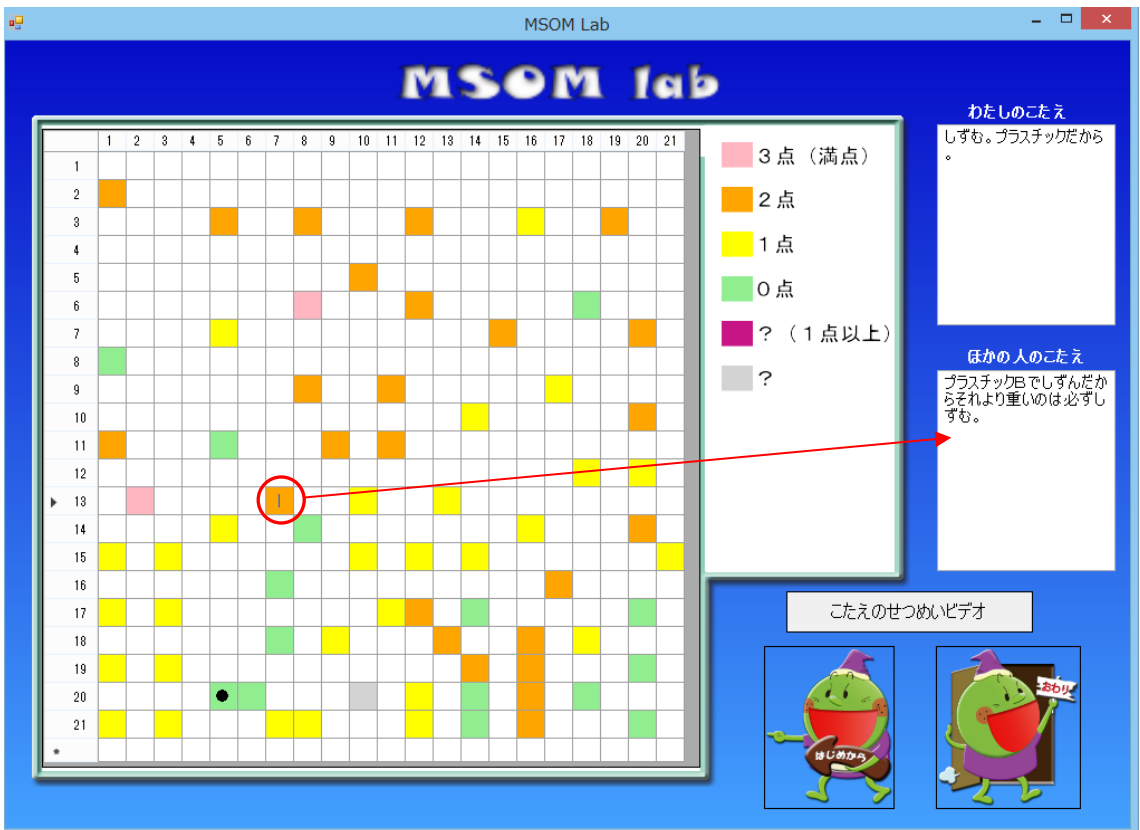 MSOM Lab
MSOM lab
わたしのこたえ
しずむ。プラスチックだから
。
1 2 3 4 5 6 7 8 9 10 11 12 13 14 15 16 17 18 19 20 21
1
2
3
4
5
6
7
8
9
10
11
12
13
14
15
16
17
18
19
20
21
*
3点（満点）
2点
1点
0点
?（1点以上）
?
ほかの人のこたえ
プラスチックBでしずんだか
らそれより重いのは必ずし
ずむ。
こたえのせつめいビデオ
はじめから
おわり